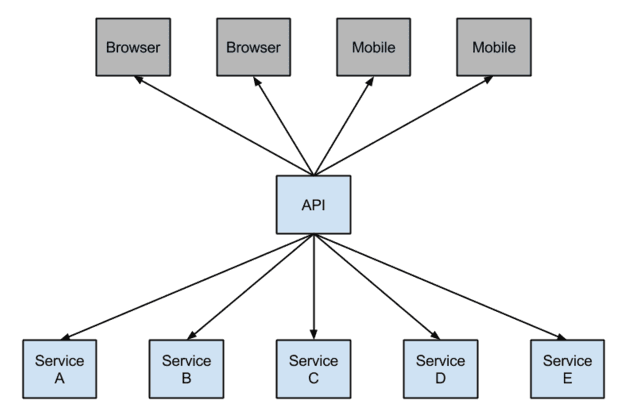 Browser
Browser
Mobile
Mobile
API
Service
A
Service
B
Service
C
Service
D
Service
E